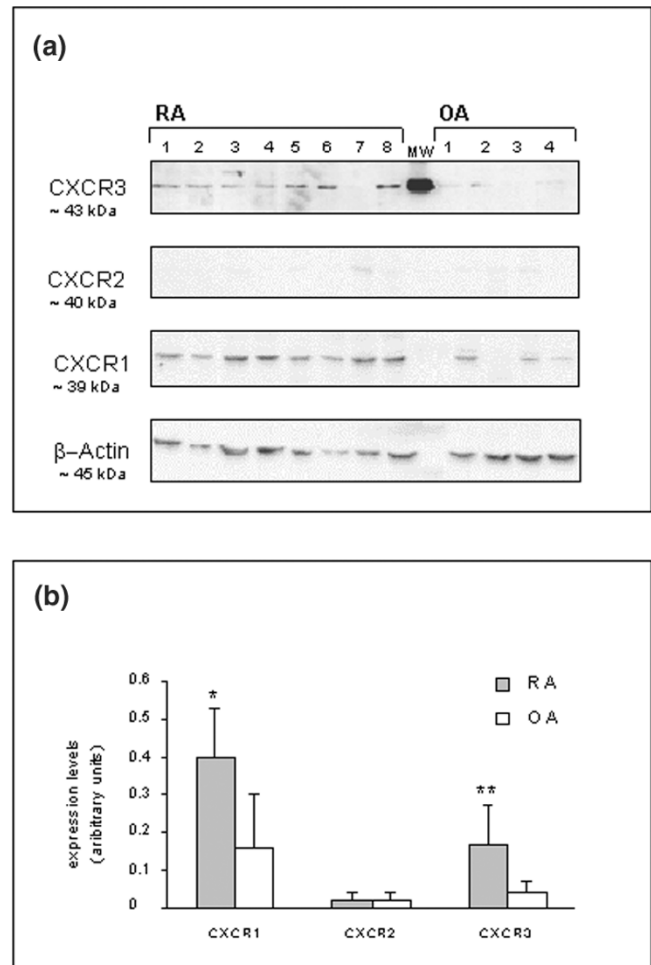 (a)
RA OA
1 2 3 4 5 6 7 8 MW 1 2 3 4
CXCR3
~ 43 kDa
CXCR2
~ 40 kDa
CXCR1
~ 39 kDa
β–Actin
~ 45 kDa
(b)
0.6
0.5
0.4
0.3
0.2
0.1
0
expression levels
(aribitrary units)
*
**
RA
OA
CXCR1 CXCR2 CXCR3